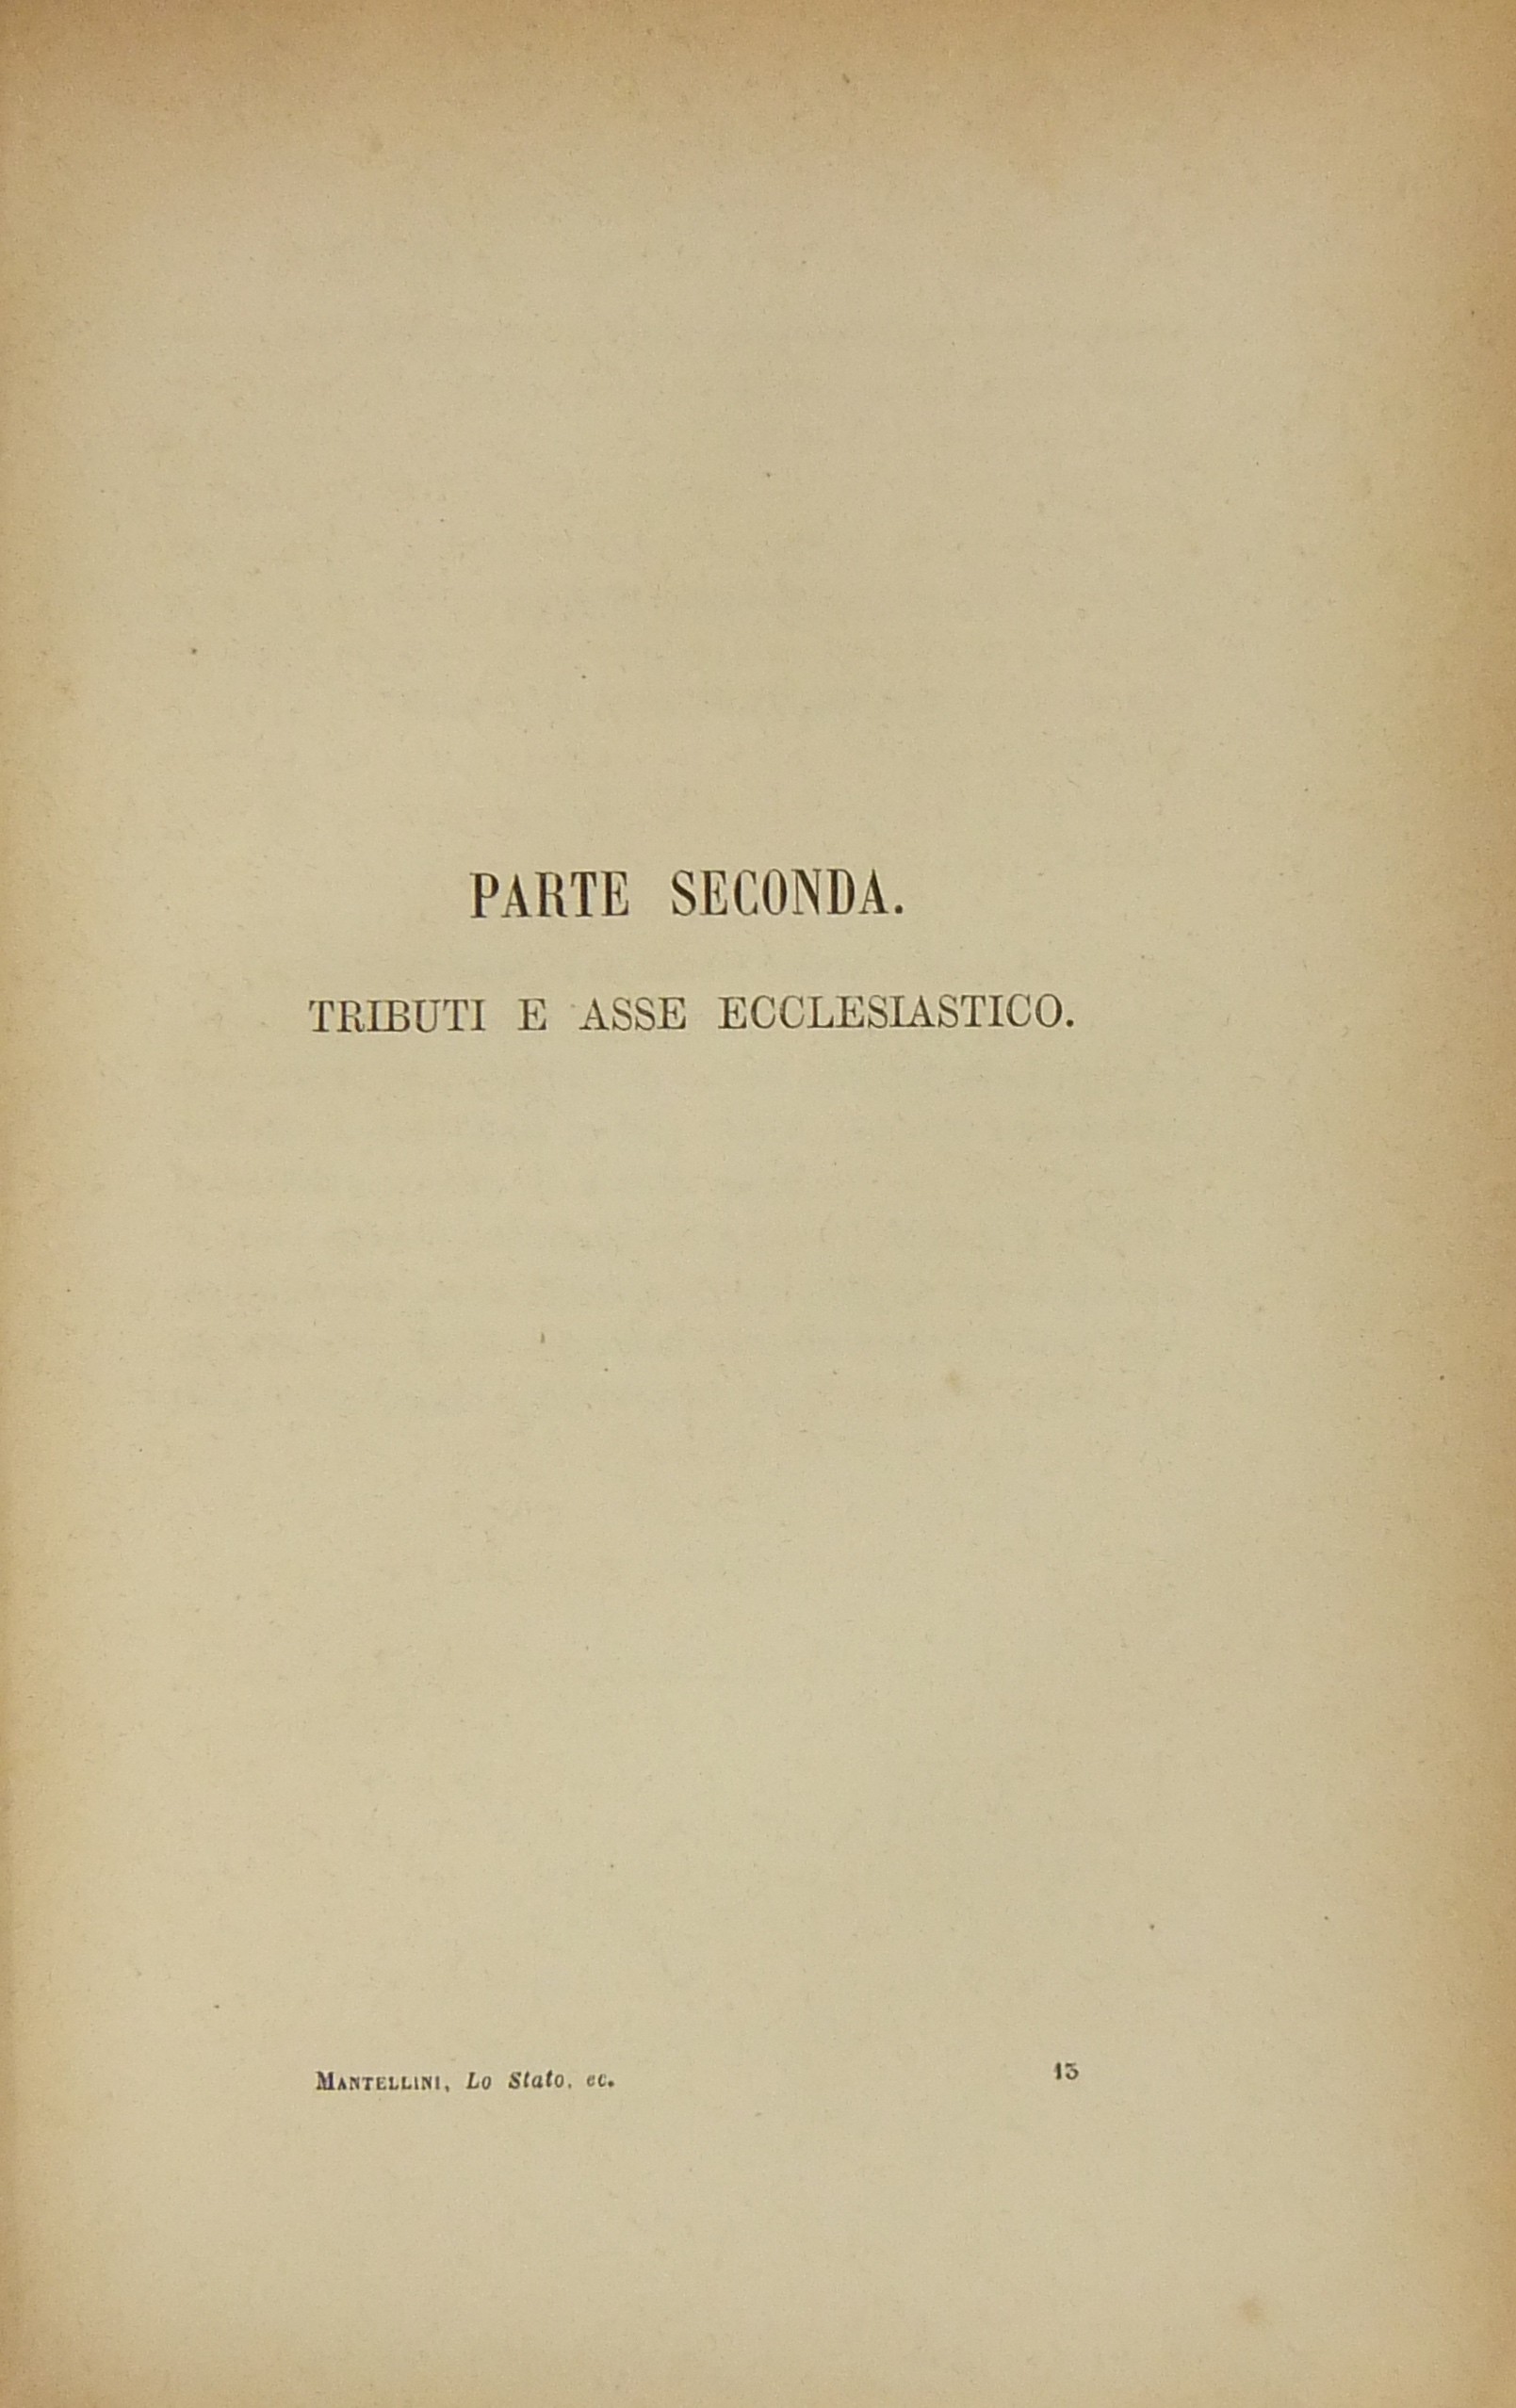 PARTE SECONDA.
TRIBUTI E ASSE ECCLESIASTICO.
MANTELLINI, Lo Stato, ec. 13